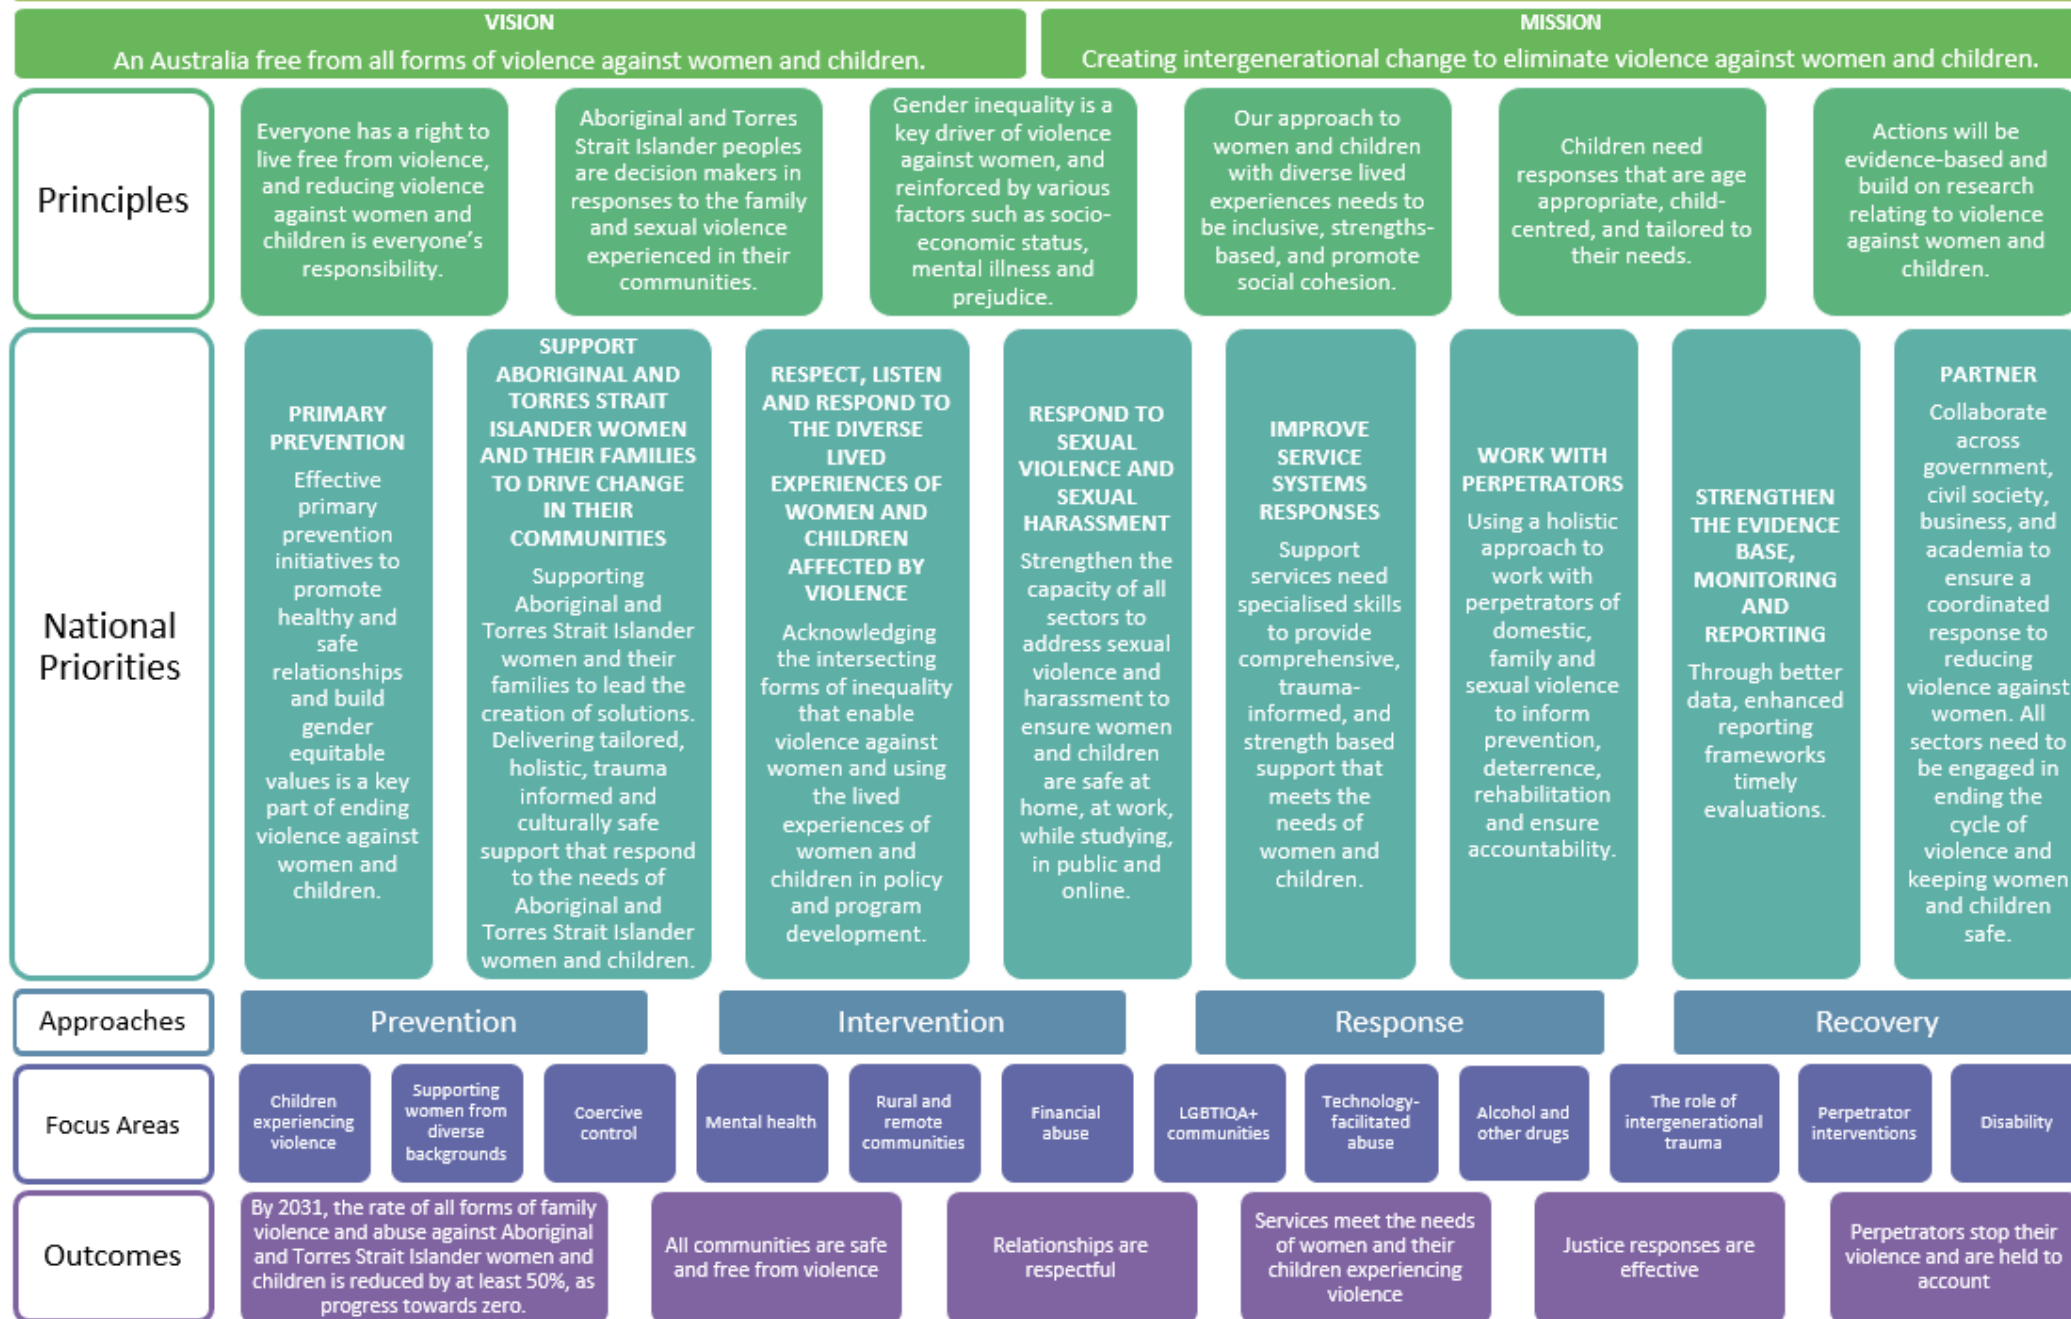 VISION
An Australia free from all forms of violence against women and children.
MISSION
Creating intergenerational change to eliminate violence against women and children.
Principles
Everyone has a right to
live free from violence,
and reducing violence
against women and
children is everyone’s
responsibility.
Aboriginal and Torres
Strait Islander peoples
are decision makers in
responses to the family
and sexual violence
experienced in their
communities.
Gender inequality is a
key driver of violence
against women, and
reinforced by various
factors such as socio-
economic status,
mental illness and
prejudice.
Our approach to
women and children
with diverse lived
experiences needs to
be inclusive, strengths-
based, and promote
social cohesion.
Children need
responses that are age
appropriate, child-
centred, and tailored to
their needs.
Actions will be
evidence-based and
build on research
relating to violence
against women and
children.
National
Priorities
PRIMARY
PREVENTION
Effective
primary
prevention
initiatives to
promote
healthy and
safe
relationships
and build
gender
equitable
values is a key
part of ending
violence against
women and
children.
SUPPORT
ABORIGINAL AND
TORRES STRAIT
ISLANDER WOMEN
AND THEIR FAMILIES
TO DRIVE CHANGE
IN THEIR
COMMUNITIES
Supporting
Aboriginal and
Torres Strait Islander
women and their
families to lead the
creation of solutions.
Delivering tailored,
holistic, trauma
informed and
culturally safe
support that respond
to the needs of
Aboriginal and
Torres Strait Islander
women and children.
RESPECT, LISTEN
AND RESPOND TO
THE DIVERSE
LIVED
EXPERIENCES OF
WOMEN AND
CHILDREN
AFFECTED BY
VIOLENCE
Acknowledging
the intersecting
forms of inequality
that enable
violence against
women and using
the lived
experiences of
women and
children in policy
and program
development.
RESPOND TO
SEXUAL
VIOLENCE AND
SEXUAL
HARASSMENT
Strengthen the
capacity of all
sectors to
address sexual
violence and
harassment to
ensure women
and children
are safe at
home, at work,
while studying,
in public and
online.
IMPROVE
SERVICE
SYSTEMS
RESPONSES
Support
services need
specialised skills
to provide
comprehensive,
trauma-
informed, and
strength based
support that
meets the
needs of
women and
children.
WORK WITH
PERPETRATORS
Using a holistic
approach to
work with
perpetrators of
domestic,
family and
sexual violence
to inform
prevention,
deterrence,
rehabilitation
and ensure
accountability.
STRENGTHEN
THE EVIDENCE
BASE,
MONITORING
AND
REPORTING
Through better
data, enhanced
reporting
frameworks
timely
evaluations.
PARTNER
Collaborate
across
government,
civil society,
business, and
academia to
ensure a
coordinated
response to
reducing
violence against
women. All
sectors need to
be engaged in
ending the
cycle of
violence and
keeping women
and children
safe.
Approaches
Prevention
Intervention
Response
Recovery
Focus Areas
Children
experiencing
violence
Supporting
women from
diverse
backgrounds
Coercive
control
Mental health
Rural and
remote
communities
Financial
abuse
LGBTIQA+
communities
Technology-
facilitated
abuse
Alcohol and
other drugs
The role of
intergenerational
trauma
Perpetrator
interventions
Disability
Outcomes
By 2031, the rate of all forms of family
violence and abuse against Aboriginal
and Torres Strait Islander women and
children is reduced by at least 50%, as
progress towards zero.
All communities are safe
and free from violence
Relationships are
respectful
Services meet the needs
of women and their
children experiencing
violence
Justice responses are
effective
Perpetrators stop their
violence and are held to
account